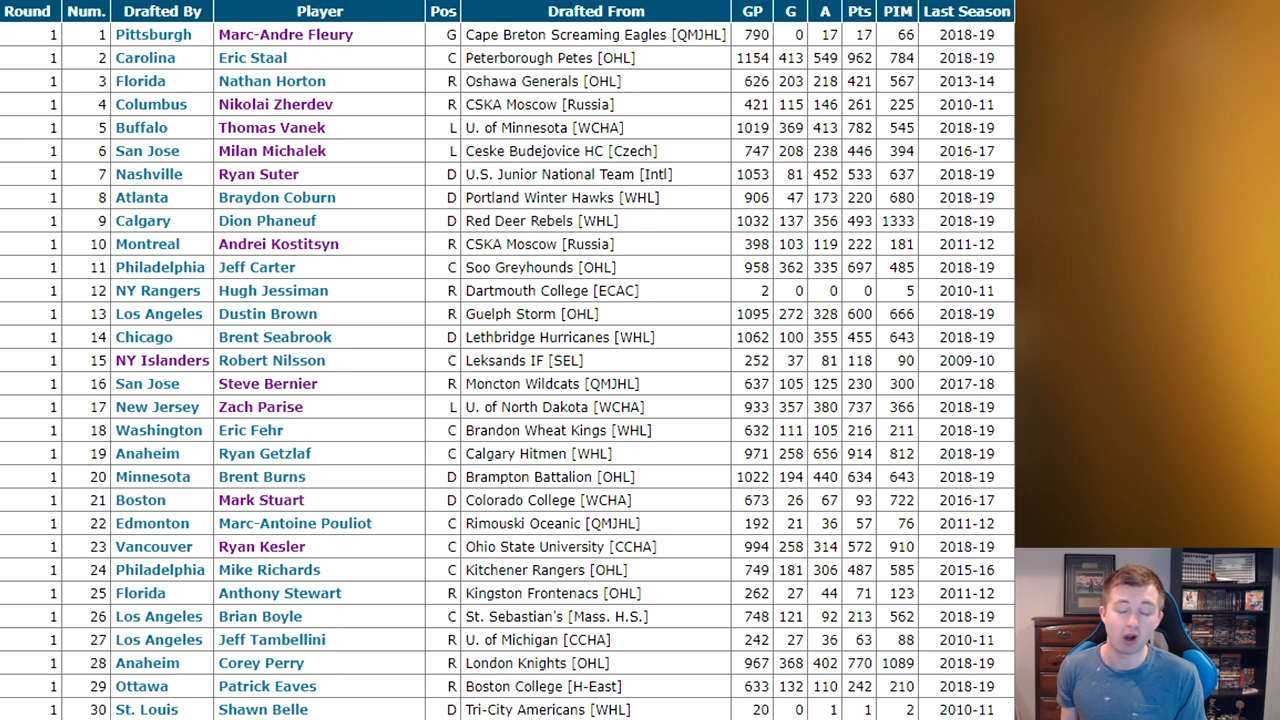 Round Num. Drafted By Player Pos Drafted From GP G A Pts PIM Last Season
1 1 Pittsburgh Marc-Andre Fleury G Cape Breton Screaming Eagles [QMJHL] 790 0 17 17 66 2018-19
1 2 Carolina Eric Staal C Peterborough Petes [OHL] 1154 413 549 962 784 2018-19
1 3 Florida Nathan Horton R Oshawa Generals [OHL] 626 203 218 421 567 2013-14
1 4 Columbus Nikolai Zherdev R CSKA Moscow [Russia] 421 115 146 261 225 2010-11
1 5 Buffalo Thomas Vanek L U. of Minnesota [WCHA] 1019 369 413 782 545 2018-19
1 6 San Jose Milan Michalek L Ceske Budejovice HC [Czech] 747 208 238 446 394 2016-17
1 7 Nashville Ryan Suter D U.S. Junior National Team [Intl] 1053 81 452 533 637 2018-19
1 8 Atlanta Braydon Coburn D Portland Winter Hawks [WHL] 906 47 173 220 680 2018-19
1 9 Calgary Dion Phaneuf D Red Deer Rebels [WHL] 1032 137 356 493 1333 2018-19
1 10 Montreal Andrei Kostitsyn R CSKA Moscow [Russia] 398 103 119 222 181 2011-12
1 11 Philadelphia Jeff Carter C Soo Greyhounds [OHL] 958 362 335 697 485 2018-19
1 12 NY Rangers Hugh Jessiman R Dartmouth College [ECAC] 2 0 0 0 5 2010-11
1 13 Los Angeles Dustin Brown R Guelph Storm [OHL] 1095 272 328 600 666 2018-19
1 14 Chicago Brent Seabrook D Lethbridge Hurricanes [WHL] 1062 100 355 455 643 2018-19
1 15 NY Islanders Robert Nilsson C Leksands IF [SEL] 252 37 81 118 90 2009-10
1 16 San Jose Steve Bernier R Moncton Wildcats [QMJHL] 637 105 125 230 300 2017-18
1 17 New Jersey Zach Parise L U. of North Dakota [WCHA] 933 357 380 737 366 2018-19
1 18 Washington Eric Fehr C Brandon Wheat Kings [WHL] 632 111 105 216 211 2018-19
1 19 Anaheim Ryan Getzlaf C Calgary Hitmen [WHL] 971 258 656 914 812 2018-19
1 20 Minnesota Brent Burns D Brampton Battalion [OHL] 1022 194 440 634 643 2018-19
1 21 Boston Mark Stuart D Colorado College [WCHA] 673 26 67 93 722 2016-17
1 22 Edmonton Marc-Antoine Pouliot C Rimouski Oceanic [QMJHL] 192 21 36 57 76 2011-12
1 23 Vancouver Ryan Kesler C Ohio State University [CCHA] 994 258 314 572 910 2018-19
1 24 Philadelphia Mike Richards C Kitchener Rangers [OHL] 749 181 306 487 585 2015-16
1 25 Florida Anthony Stewart R Kingston Frontenacs [OHL] 262 27 44 71 123 2011-12
1 26 Los Angeles Brian Boyle C St. Sebastian's [Mass. H.S.] 748 121 92 213 562 2018-19
1 27 Los Angeles Jeff Tambellini R U. of Michigan [CCHA] 242 27 36 63 88 2010-11
1 28 Anaheim Corey Perry R London Knights [OHL] 967 368 402 770 1089 2018-19
1 29 Ottawa Patrick Eaves R Boston College [H-East] 633 132 110 242 210 2018-19
1 30 St. Louis Shawn Belle D Tri-City Americans [WHL] 20 0 1 1 2 2010-11